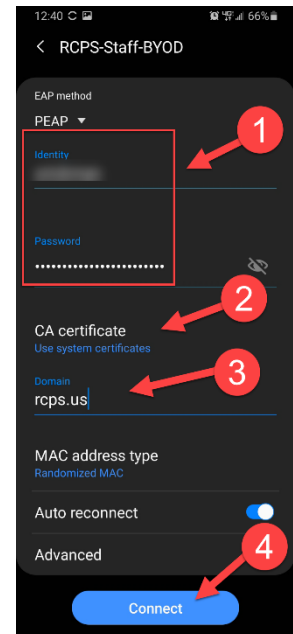 12:40
66%
RCPS-Staff-BYOD
EAP method
PEAP
1
Identity
Password
••••••••••••••••••••••••
2
CA certificate
Use system certificates
3
Domain
rcps.us
MAC address type
Randomized MAC
Auto reconnect
4
Advanced
Connect